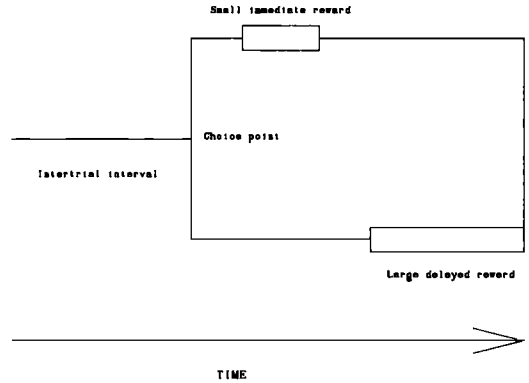 Small immediate reward
Choice point
Intertrial interval
Large delayed reward
TIME